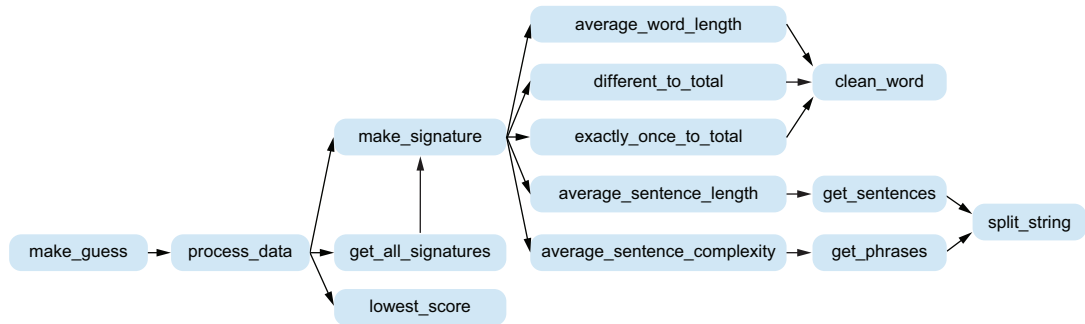 average_word_length
different_to_total
clean_word
make_signature
exactly_once_to_total
average_sentence_length
get_sentences
split_string
make_guess
process_data
get_all_signatures
average_sentence_complexity
get_phrases
lowest_score